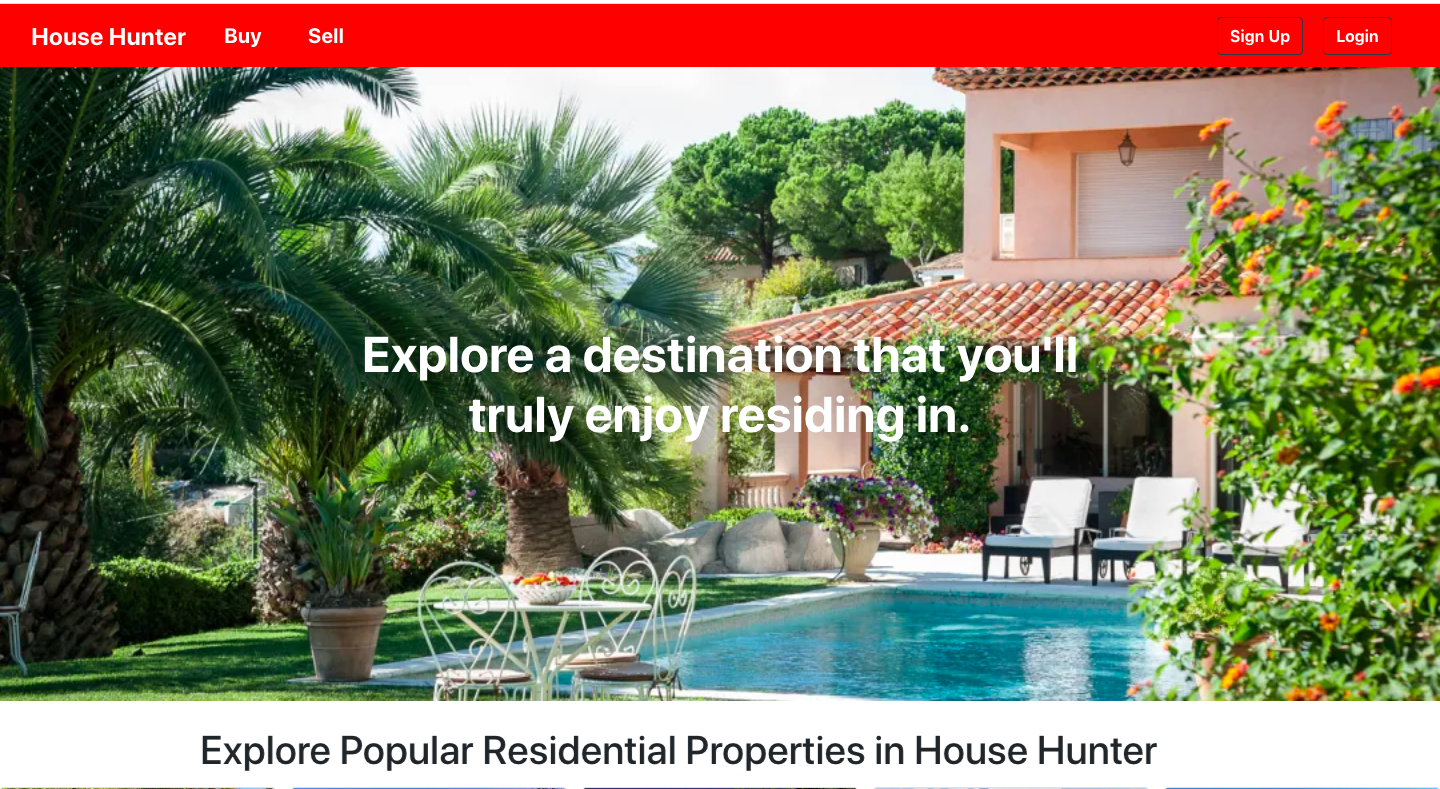 House Hunter Buy Sell Sign Up Login
Explore a destination that you'll
truly enjoy residing in.
Explore Popular Residential Properties in House Hunter